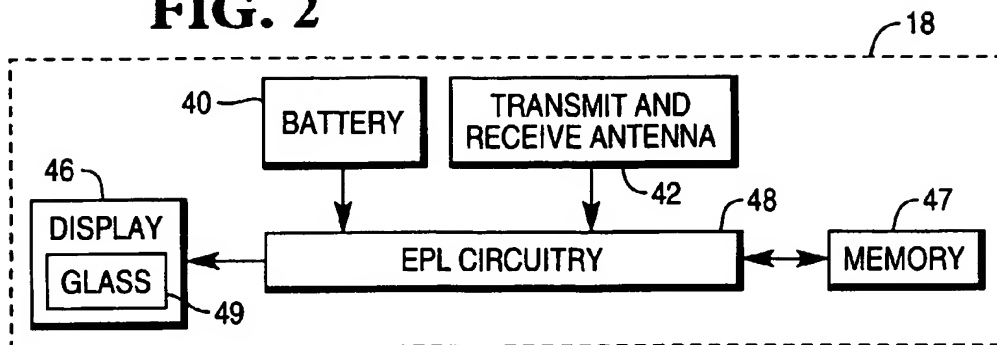 FIG. 2
18
40
BATTERY
TRANSMIT AND
RECEIVE ANTENNA
42
46
DISPLAY
GLASS
49
EPL CIRCUITRY
48
47
MEMORY